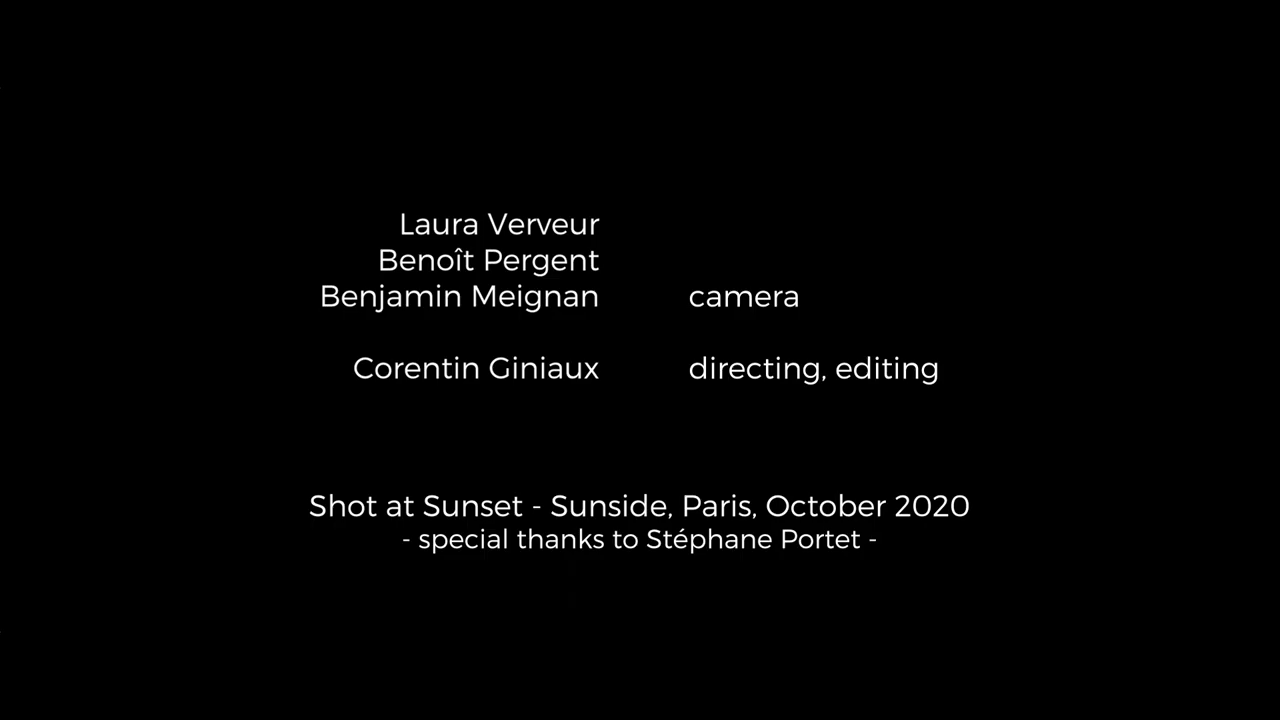 Laura Verveur
Benoît Pergent
Benjamin Meignan camera
Corentin Giniaux directing, editing
Shot at Sunset - Sunside, Paris, October 2020
- special thanks to Stéphane Portet -